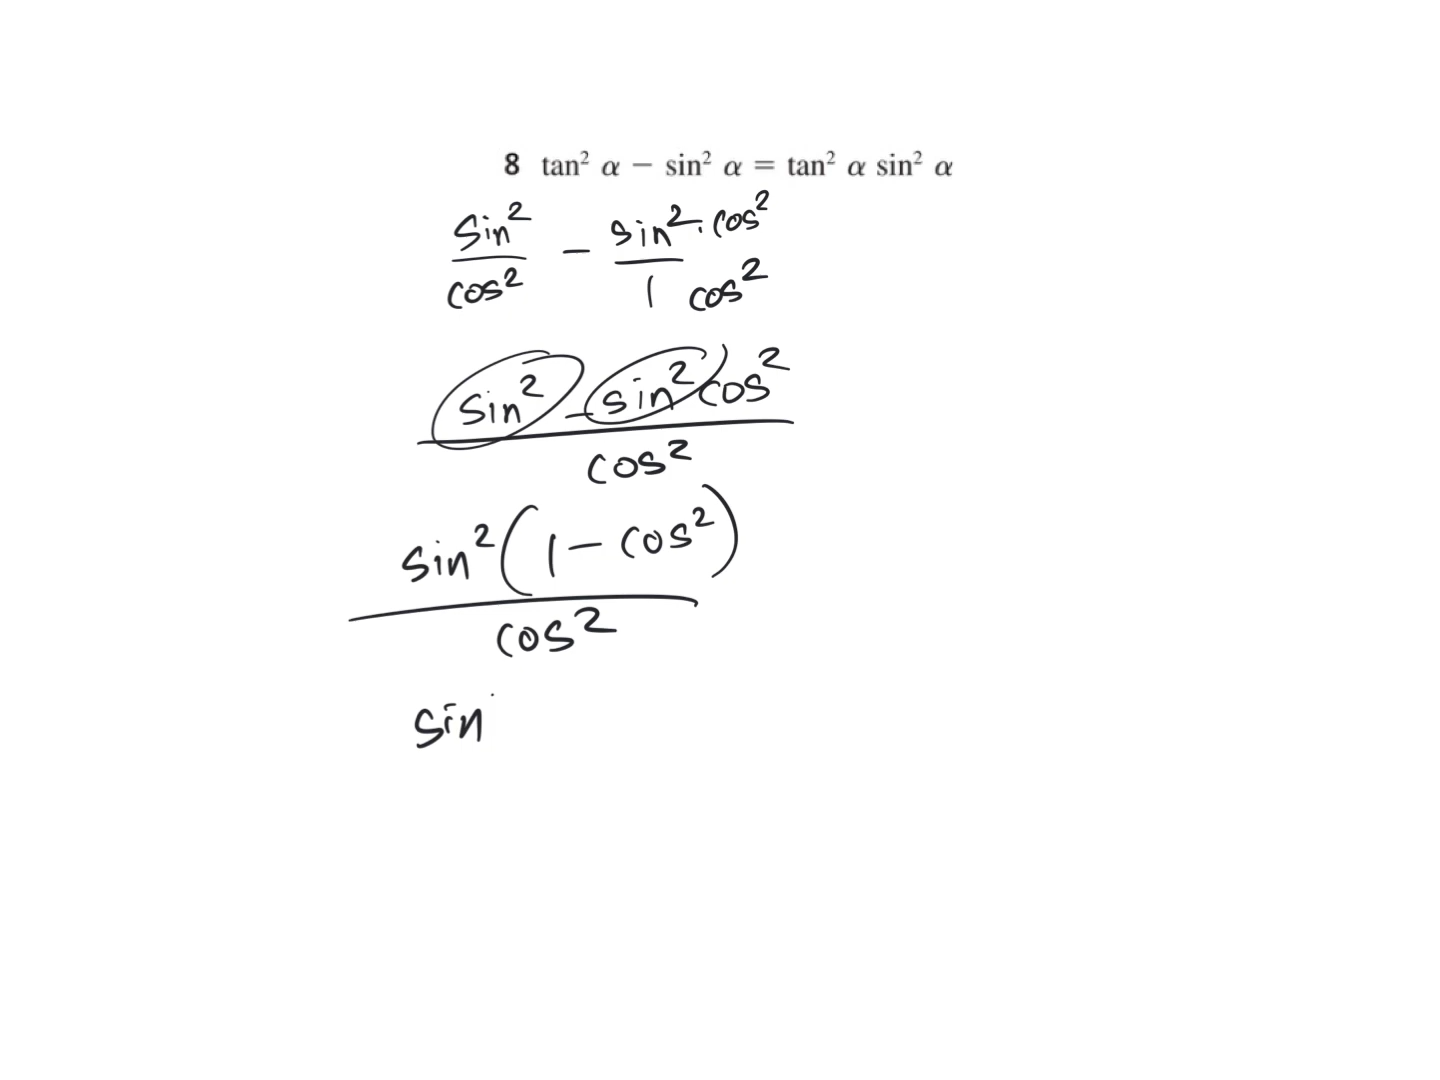 8 tan² α − sin² α = tan² α sin² α
sin² / cos² − sin² · cos² / 1 cos²
sin² − sin² cos² / cos²
sin² (1 − cos²) / cos²
sin